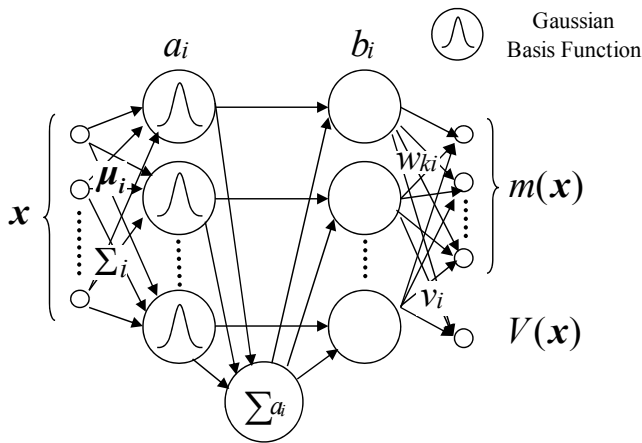 Gaussian
Basis Function
a_i
b_i
x
μ_i
Σ_i
w_ki
v_i
m(x)
V(x)
Σa_i